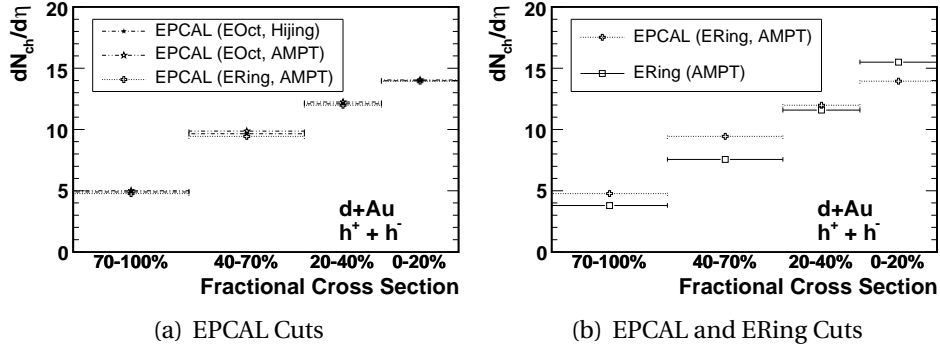 20
15
10
5
0
dN_ch/dη
EPCAL (EOct, Hijing)
EPCAL (EOct, AMPT)
EPCAL (ERing, AMPT)
d+Au
h⁺ + h⁻
70-100% 40-70% 20-40% 0-20%
Fractional Cross Section
(a) EPCAL Cuts
20
15
10
5
0
dN_ch/dη
EPCAL (ERing, AMPT)
ERing (AMPT)
d+Au
h⁺ + h⁻
70-100% 40-70% 20-40% 0-20%
Fractional Cross Section
(b) EPCAL and ERing Cuts